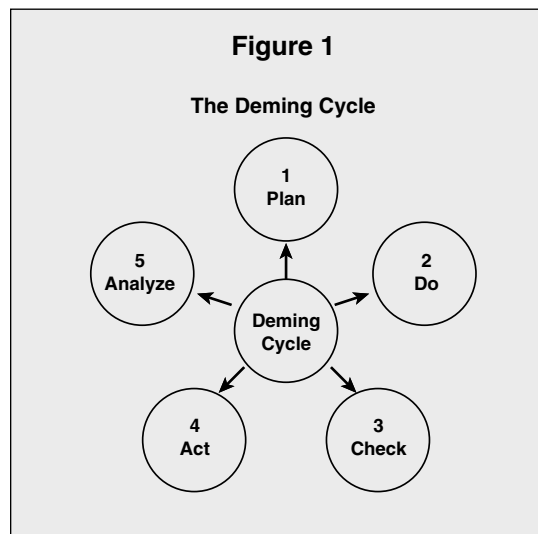 Figure 1
The Deming Cycle
1
Plan
2
Do
3
Check
4
Act
5
Analyze
Deming
Cycle